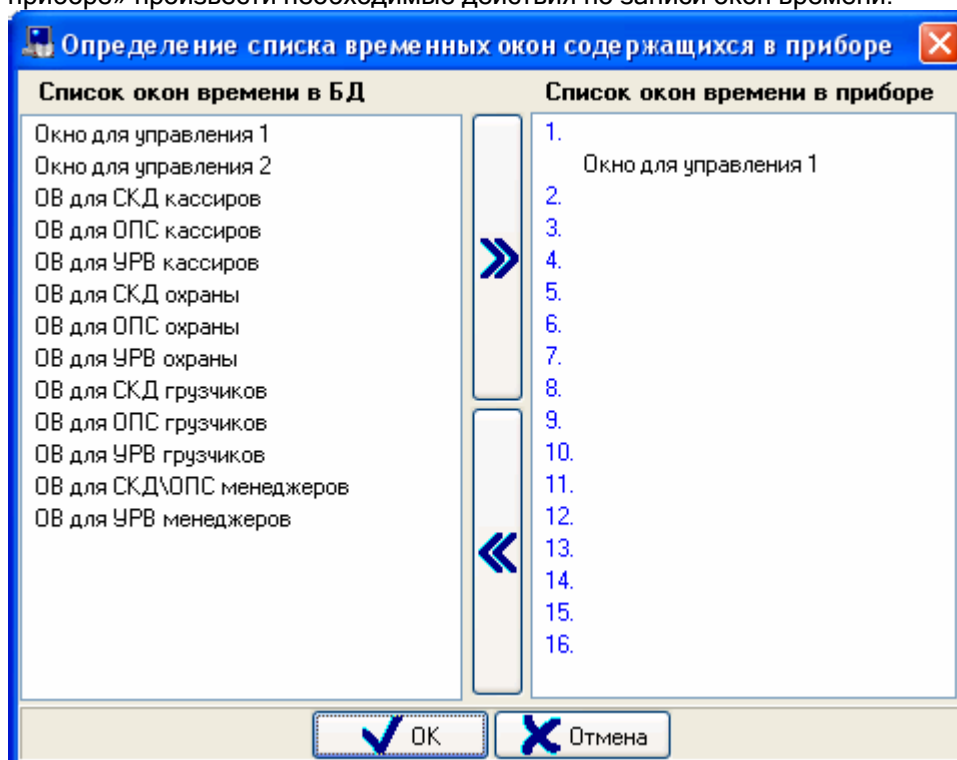 приборе» произвести необходимые действия по записи окон времени.
Определение списка временных окон содержащихся в приборе
Список окон времени в БД
Окно для управления 1
Окно для управления 2
ОВ для СКД кассиров
ОВ для ОПС кассиров
ОВ для УРВ кассиров
ОВ для СКД охраны
ОВ для ОПС охраны
ОВ для УРВ охраны
ОВ для СКД грузчиков
ОВ для ОПС грузчиков
ОВ для УРВ грузчиков
ОВ для СКД\ОПС менеджеров
ОВ для УРВ менеджеров
Список окон времени в приборе
1.
Окно для управления 1
2.
3.
4.
5.
6.
7.
8.
9.
10.
11.
12.
13.
14.
15.
16.
OK
Отмена